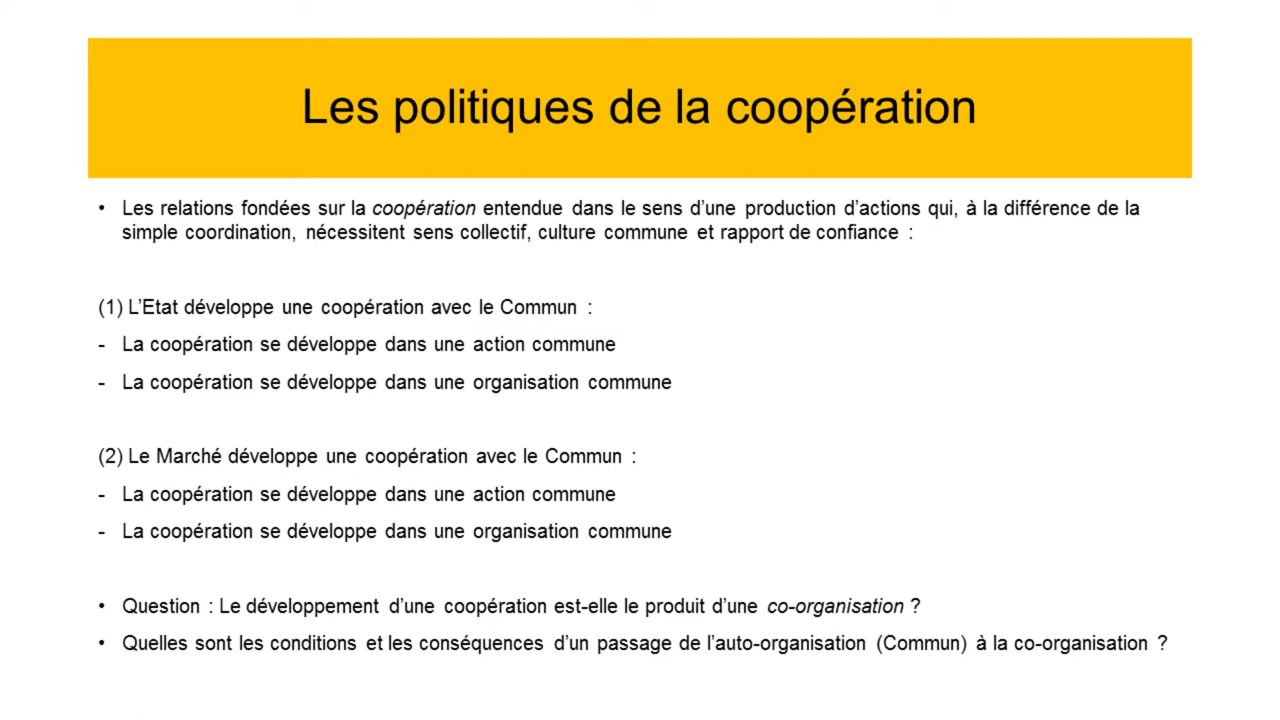 Les politiques de la coopération
• Les relations fondées sur la coopération entendue dans le sens d’une production d’actions qui, à la différence de la
simple coordination, nécessitent sens collectif, culture commune et rapport de confiance :
(1) L’Etat développe une coopération avec le Commun :
- La coopération se développe dans une action commune
- La coopération se développe dans une organisation commune
(2) Le Marché développe une coopération avec le Commun :
- La coopération se développe dans une action commune
- La coopération se développe dans une organisation commune
• Question : Le développement d’une coopération est-elle le produit d’une co-organisation ?
• Quelles sont les conditions et les conséquences d’un passage de l’auto-organisation (Commun) à la co-organisation ?